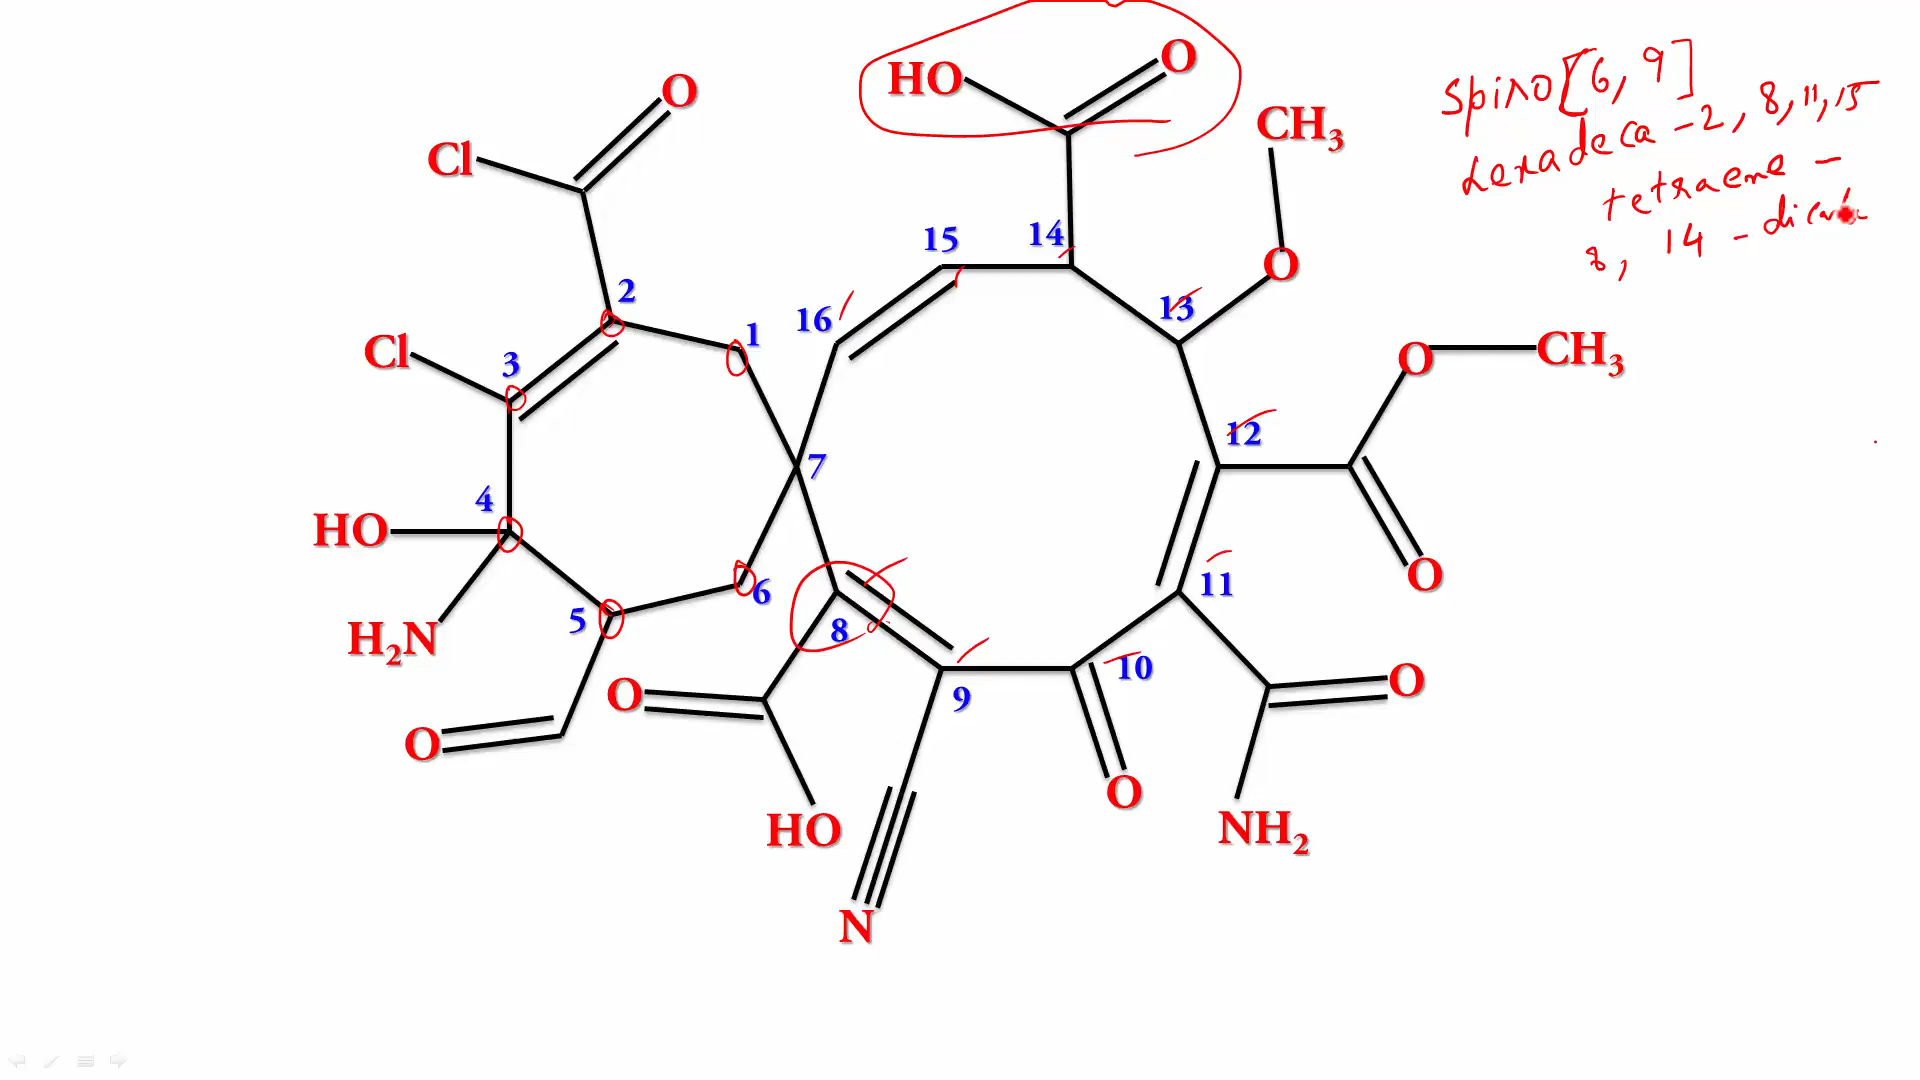 HO
O
Spiro[6, 9]
hexadeca -2, 8, 11, 15
tetraene -
8, 14 - dicarb
O
Cl
CH3
15
14
O
2
16
13
1
Cl
3
O
CH3
12
7
4
HO
11
O
6
5
8
H2N
10
O
9
O
O
O
HO
NH2
N